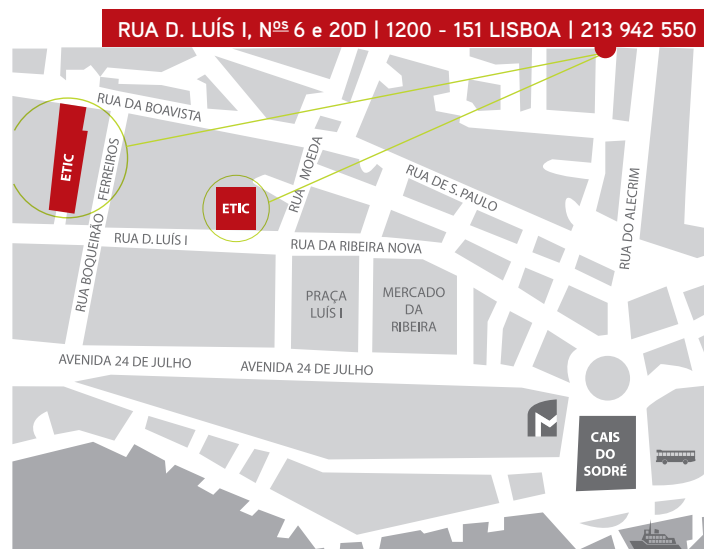 RUA D. LUÍS I, Nos 6 e 20D | 1200 - 151 LISBOA | 213 942 550
RUA DA BOAVISTA
ETIC
RUA BOQUEIRÃO FERREIROS
RUA MOEDA
RUA DE S. PAULO
RUA DO ALECRIM
ETIC
RUA D. LUÍS I
RUA DA RIBEIRA NOVA
PRAÇA
LUÍS I
MERCADO
DA
RIBEIRA
AVENIDA 24 DE JULHO
AVENIDA 24 DE JULHO
M
CAIS
DO
SODRÉ